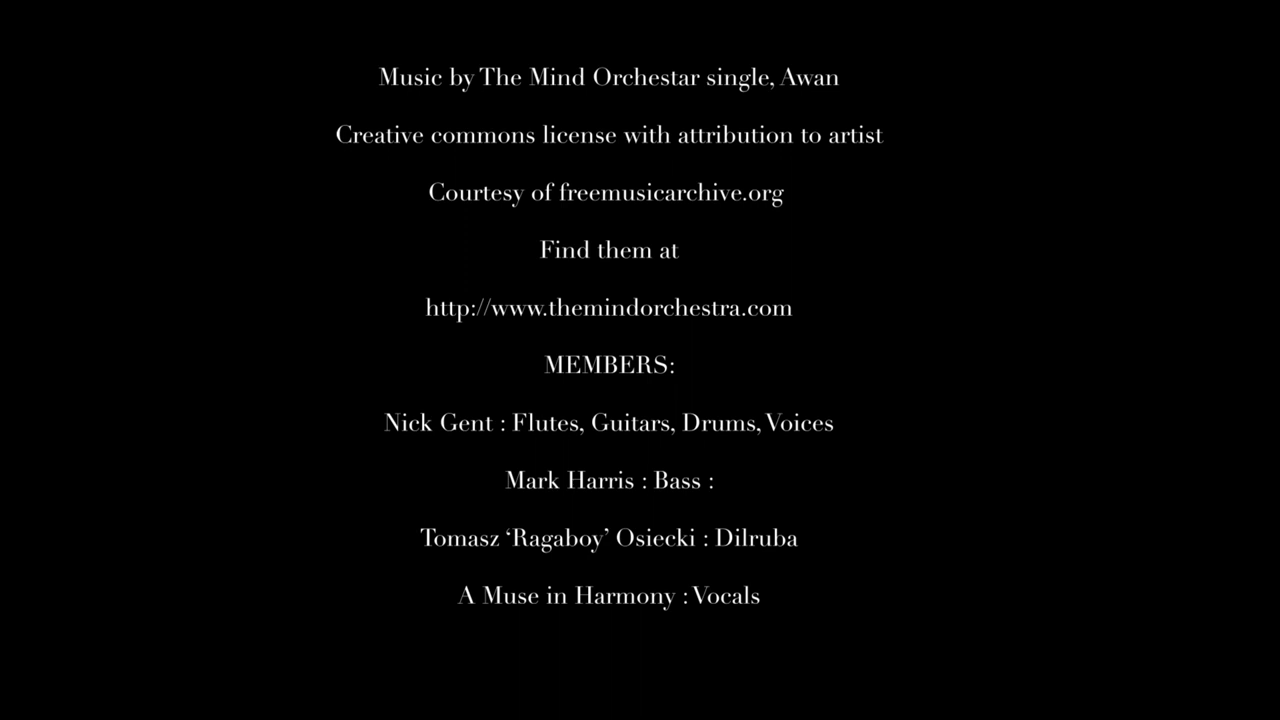 Music by The Mind Orchestar single, Awan
Creative commons license with attribution to artist
Courtesy of freemusicarchive.org
Find them at
http://www.themindorchestra.com
MEMBERS:
Nick Gent : Flutes, Guitars, Drums, Voices
Mark Harris : Bass :
Tomasz ‘Ragaboy’ Osiecki : Dilruba
A Muse in Harmony : Vocals